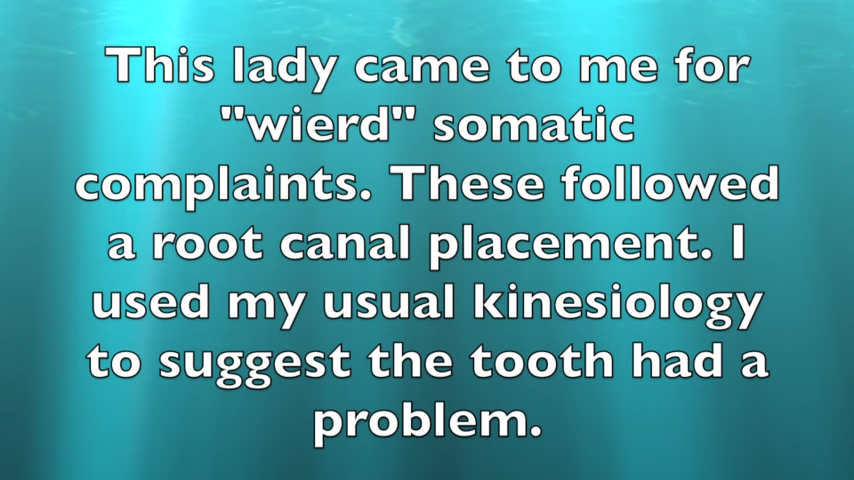 This lady came to me for
"wierd" somatic
complaints. These followed
a root canal placement. I
used my usual kinesiology
to suggest the tooth had a
problem.